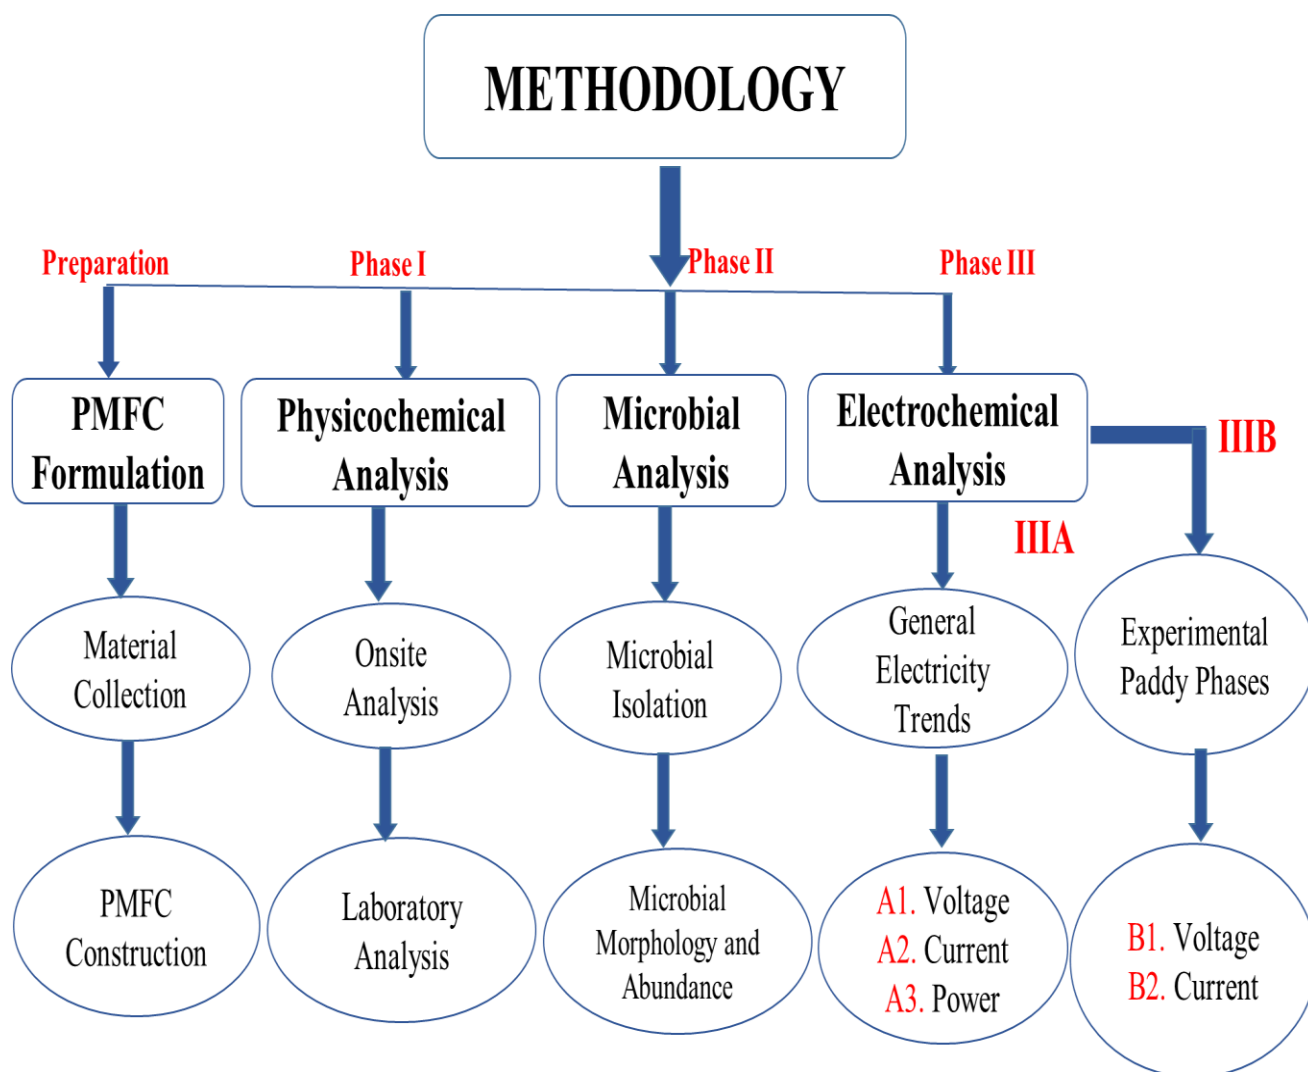 METHODOLOGY
Preparation
Phase I
Phase II
Phase III
PMFC
Formulation
Physicochemical
Analysis
Microbial
Analysis
Electrochemical
Analysis
IIIB
IIIA
Material
Collection
Onsite
Analysis
Microbial
Isolation
General
Electricity
Trends
Experimental
Paddy Phases
PMFC
Construction
Laboratory
Analysis
Microbial
Morphology and
Abundance
A1. Voltage
A2. Current
A3. Power
B1. Voltage
B2. Current